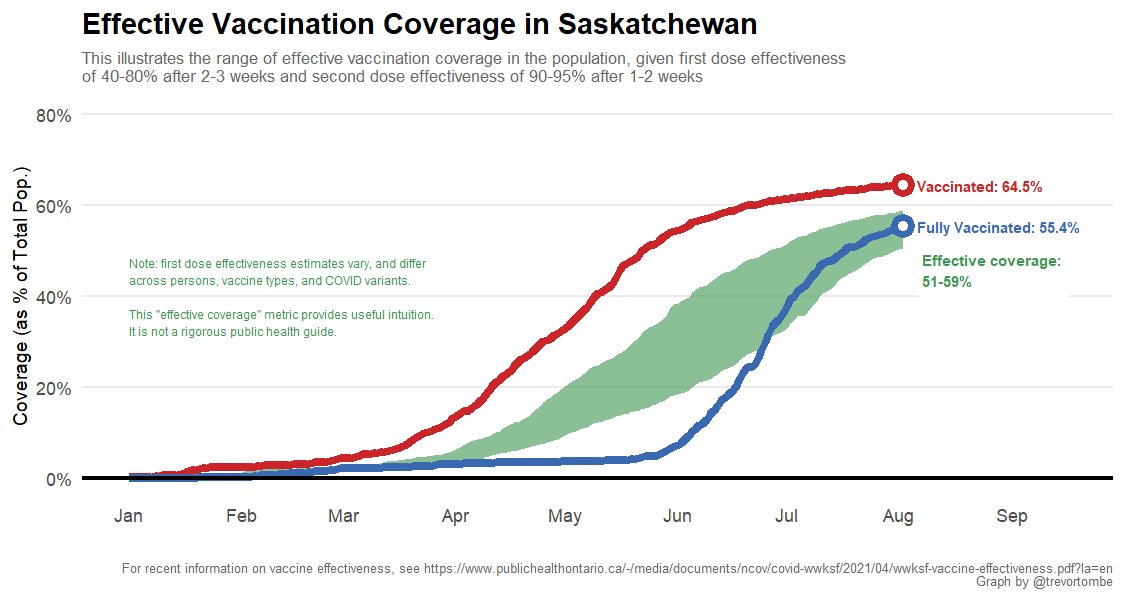 Effective Vaccination Coverage in Saskatchewan
This illustrates the range of effective vaccination coverage in the population, given first dose effectiveness
of 40-80% after 2-3 weeks and second dose effectiveness of 90-95% after 1-2 weeks
Coverage (as % of Total Pop.)
80%
60%
40%
20%
0%
Vaccinated: 64.5%
Fully Vaccinated: 55.4%
Effective coverage:
51-59%
Note: first dose effectiveness estimates vary, and differ
across persons, vaccine types, and COVID variants.
This "effective coverage" metric provides useful intuition.
It is not a rigorous public health guide.
Jan Feb Mar Apr May Jun Jul Aug Sep
For recent information on vaccine effectiveness, see https://www.publichealthontario.ca/-/media/documents/ncov/covid-wwksf/2021/04/wwksf-vaccine-effectiveness.pdf?la=en
Graph by @trevortombe